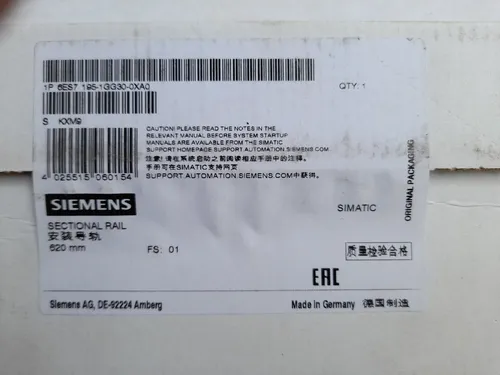 1P 6ES7 195-1GG30-0XA0
QTY: 1
S KXM9
CAUTION! PLEASE READ THE NOTES IN THE
RELEVANT MANUAL BEFORE SYSTEM STARTUP
MANUALS ARE AVAILABLE FROM THE SIMATIC
SUPPORT HOMEPAGE SUPPORT.AUTOMATION.SIEMENS.COM
注意!请在系统启动之前阅读相应手册中的注释。
手册可在SIMATIC支持网页
SUPPORT.AUTOMATION.SIEMENS.COM中获得。
4 025515 060154
ORIGINAL PACKAGING
SIEMENS
SIMATIC
SECTIONAL RAIL
安装导轨
620 mm
FS: 01
质量检验合格
EAC
Siemens AG, DE-92224 Amberg
Made in Germany 德国制造